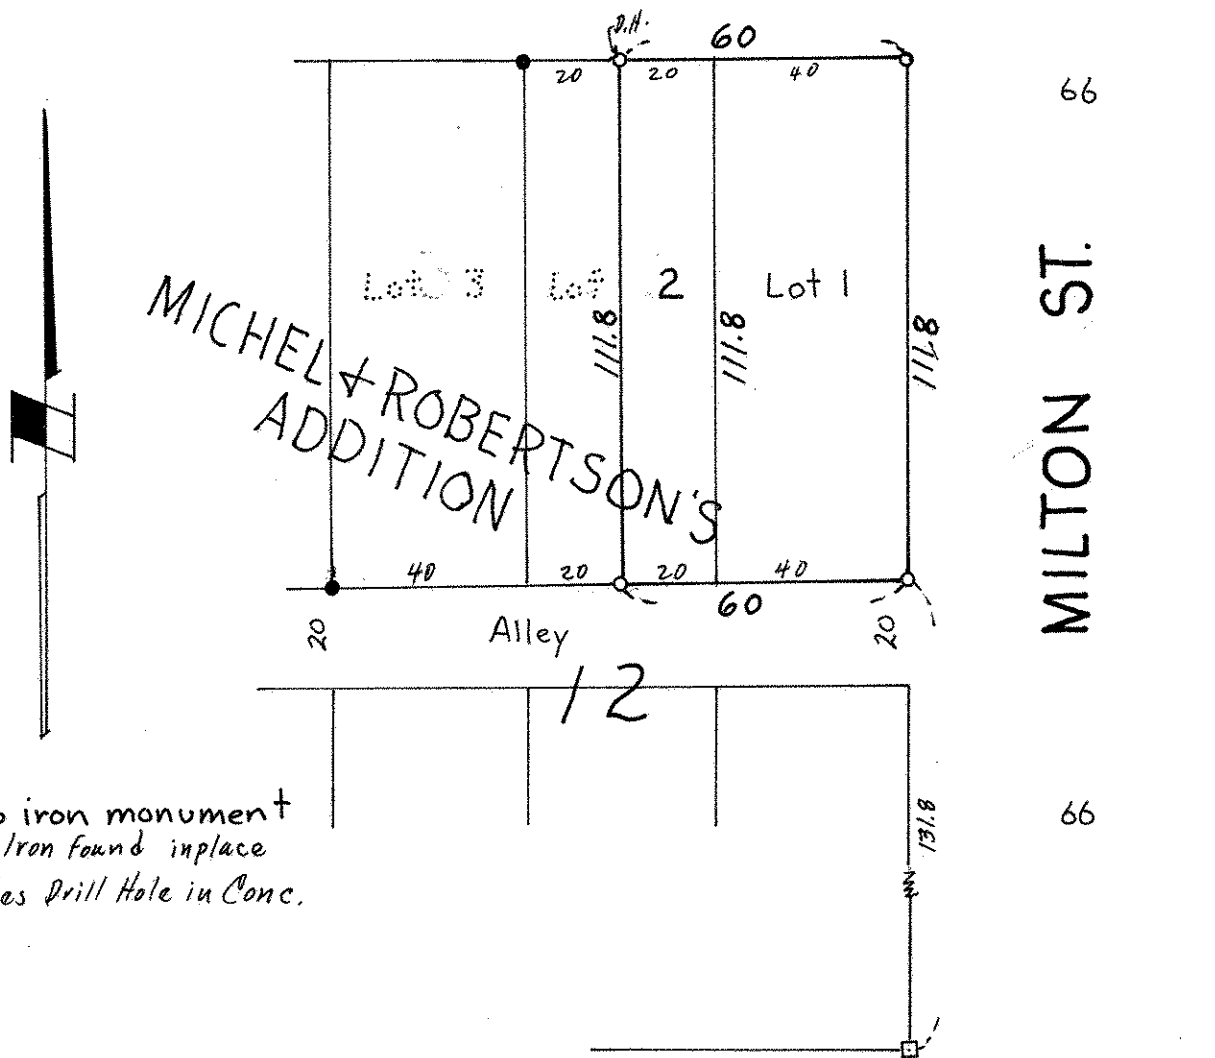 D.H.
60
20 20 40
66
Lot 3 Lot 2 Lot 1
111.8 111.8 111.8
MILTON ST.
MICHEL & ROBERTSON'S
ADDITION
40 20 20 40
60
20 Alley 20
12
iron monument
Iron found inplace
Drill Hole in Conc.
131.8
66